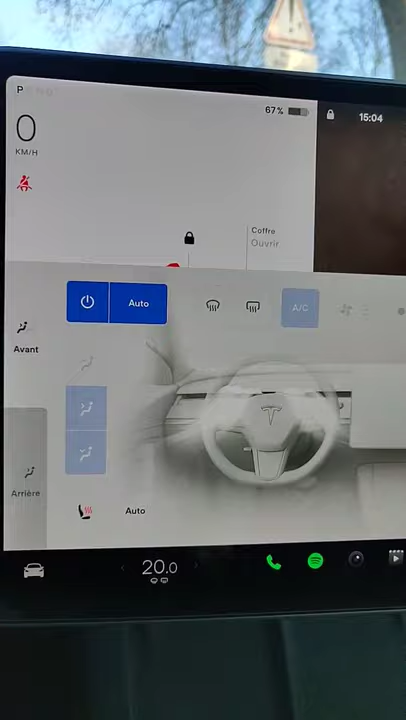 P R N D
67%
15:04
0
KM/H
Coffre
Ouvrir
Auto
A/C
Avant
Arrière
Auto
20.0